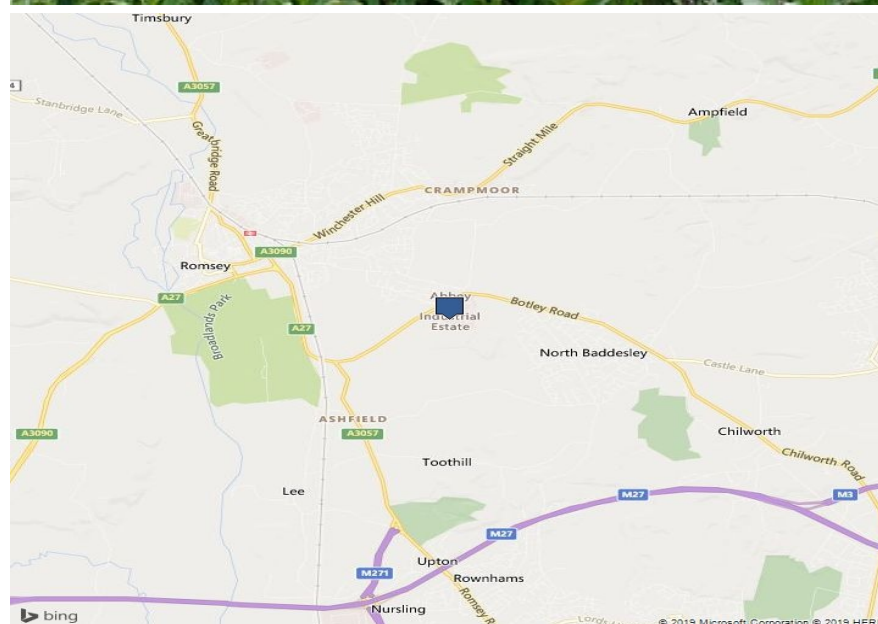 Timsbury
A3057
4
Stanbridge Lane
Greatbridge Road
Ampfield
Straight Mile
CRAMPMOOR
Winchester Hill
A3090
Romsey
A27
Broadlands Park
Abbey
Industrial
Estate
Botley Road
A27
North Baddesley
Castle Lane
ASHFIELD
A3090
A3057
Chilworth
Toothill
Chilworth Road
Lee
M27
M3
M27
Upton
M271
Rownhams
Romsey Road
Nursling
bing
© 2019 Microsoft Corporation © 2019 HERE